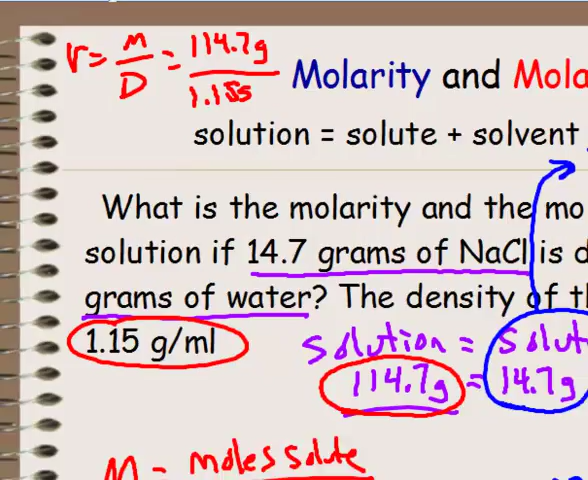 V = M/D = 114.7g/1.15
Molarity and Mola
solution = solute + solvent
What is the molarity and the mo
solution if 14.7 grams of NaCl is d
grams of water? The density of t
1.15 g/ml
solution = solut
114.7g = 14.7g
M = moles solute